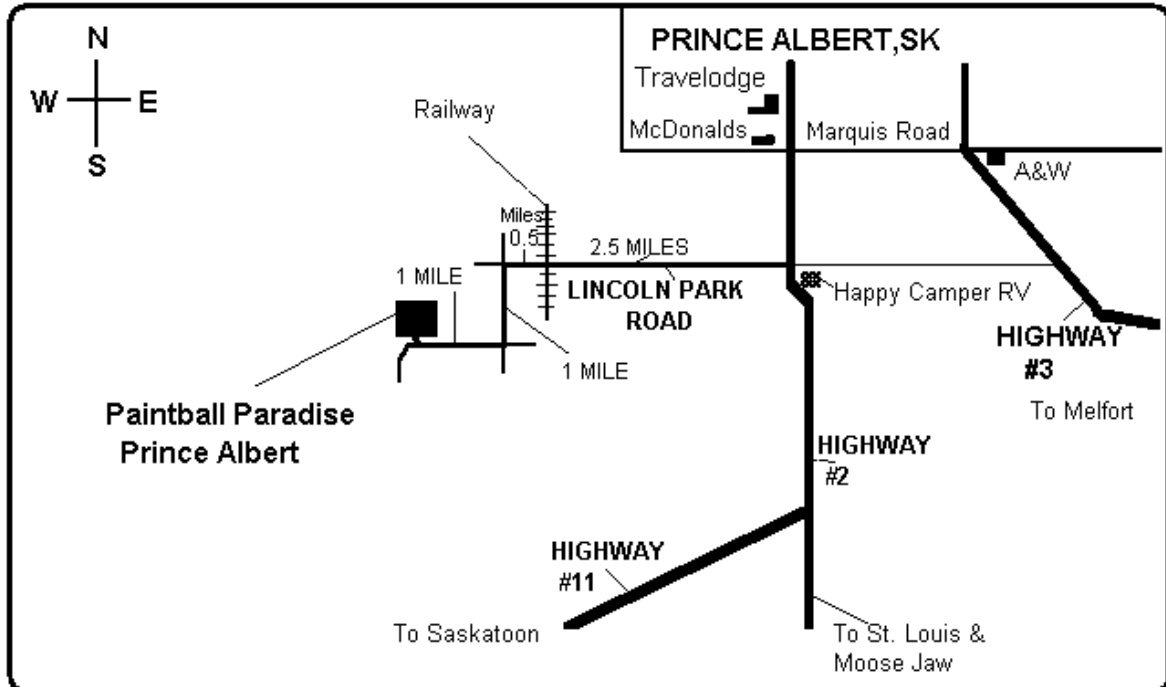 N
W E
S
PRINCE ALBERT,SK
Travelodge
Railway
McDonalds
Marquis Road
A&W
Miles
0.5
2.5 MILES
1 MILE
LINCOLN PARK
ROAD
Happy Camper RV
HIGHWAY
#3
To Melfort
1 MILE
Paintball Paradise
Prince Albert
HIGHWAY
#2
HIGHWAY
#11
To Saskatoon
To St. Louis &
Moose Jaw